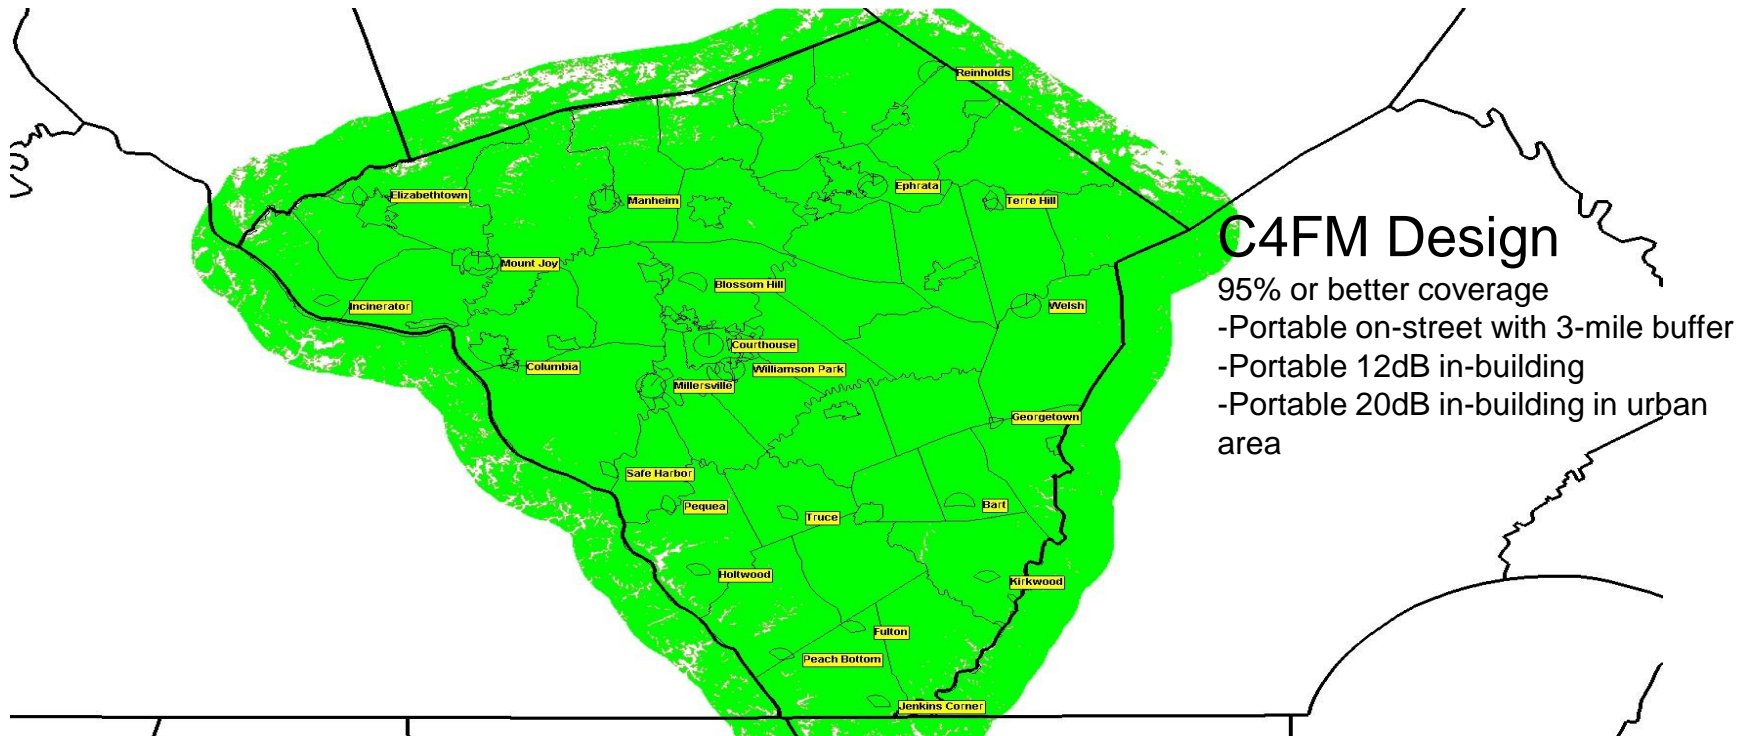 Reinholds
Ephrata
Elizabethtown
Manheim
Terre Hill
C4FM Design
Mount Joy
Blossom Hill
95% or better coverage
Incinerator
Welsh
-Portable on-street with 3-mile buffer
Courthouse
Columbia
Williamson Park
-Portable 12dB in-building
Millersville
-Portable 20dB in-building in urban
area
Georgetown
Safe Harbor
Pequea
Truce
Bart
Holtwood
Kirkwood
Fulton
Peach Bottom
Jenkins Corner